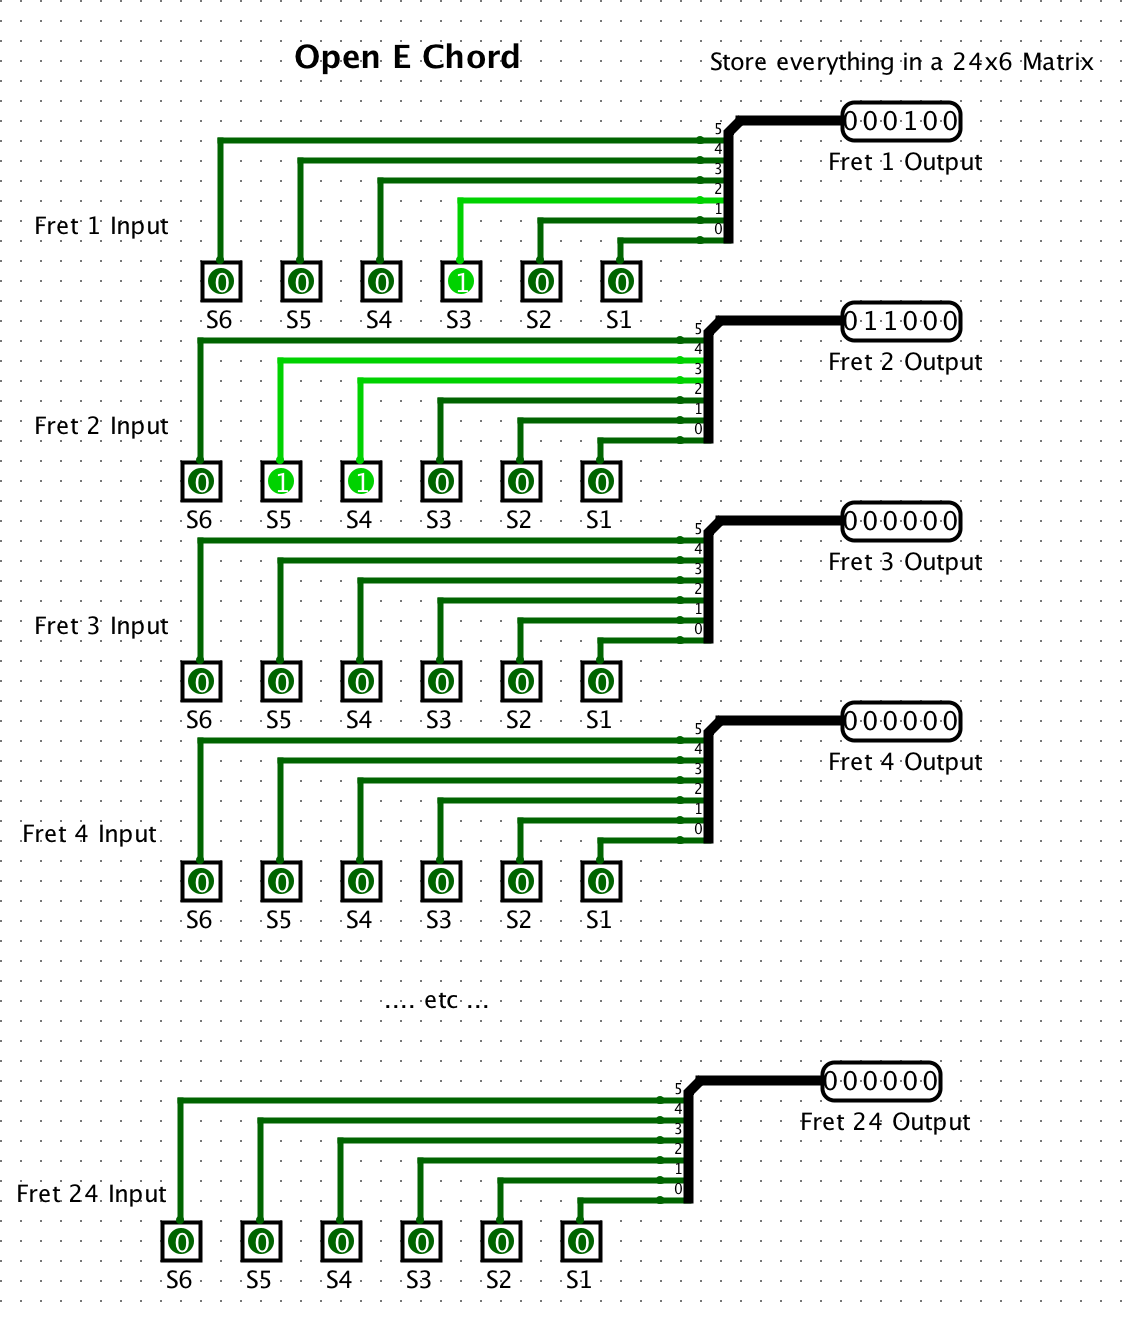 Open E Chord
Store everything in a 24x6 Matrix
5
4
3
2
1
0
000100
Fret 1 Output
Fret 1 Input
0 0 0 1 0 0
S6 S5 S4 S3 S2 S1
5
4
3
2
1
0
011000
Fret 2 Output
Fret 2 Input
0 1 1 0 0 0
S6 S5 S4 S3 S2 S1
5
4
3
2
1
0
000000
Fret 3 Output
Fret 3 Input
0 0 0 0 0 0
S6 S5 S4 S3 S2 S1
5
4
3
2
1
0
000000
Fret 4 Output
Fret 4 Input
0 0 0 0 0 0
S6 S5 S4 S3 S2 S1
.... etc ...
5
4
3
2
1
0
000000
Fret 24 Output
Fret 24 Input
0 0 0 0 0 0
S6 S5 S4 S3 S2 S1